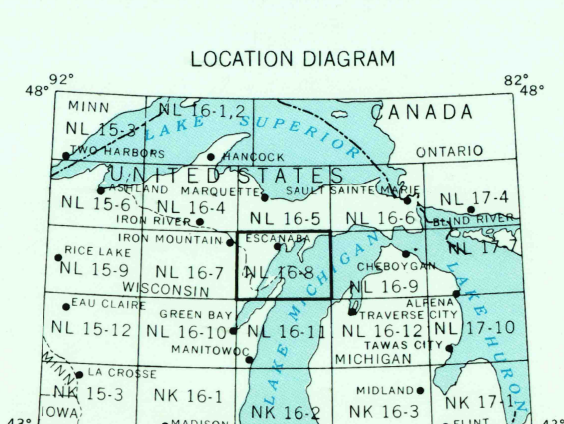 LOCATION DIAGRAM
92°
82°
48°
48°
MINN
NL 16-1,2
CANADA
NL 15-3
LAKE SUPERIOR
TWO HARBORS
HANCOCK
ONTARIO
UNITED STATES
ASHLAND
MARQUETTE
SAULT SAINTE MARIE
NL 15-6
NL 16-4
NL 16-5
NL 16-6
NL 17-4
IRON RIVER
BLIND RIVER
IRON MOUNTAIN
ESCANABA
RICE LAKE
CHEBOYGAN
NL 15-9
NL 16-7
NL 16-8
NL 16-9
LAKE MICHIGAN
LAKE HURON
WISCONSIN
EAU CLAIRE
GREEN BAY
TRAVERSE CITY
ALPENA
NL 15-12
NL 16-10
NL 16-11
NL 16-12
NL 17-10
MANITOWOC
TAWAS CITY
MICHIGAN
MINN
LA CROSSE
MIDLAND
NK 15-3
NK 16-1
NK 16-2
NK 16-3
NK 17-1
IOWA
MADISON
FLINT